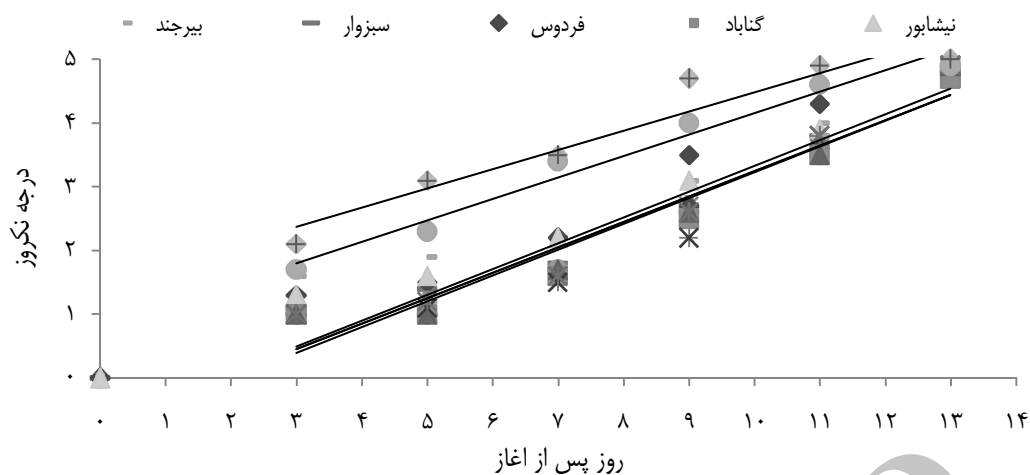 بیرجند سبزوار فردوس گناباد نیشابور
۵
۴
۳
۲
۱
۰
درجه نکروز
۰ ۱ ۲ ۳ ۴ ۵ ۶ ۷ ۸ ۹ ۱۰ ۱۱ ۱۲ ۱۳ ۱۴
روز پس از اغاز